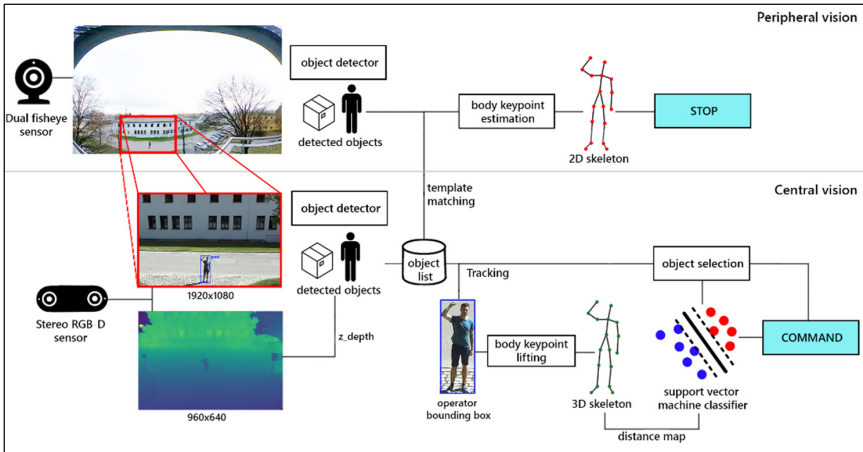 Peripheral vision
object detector
Dual fisheye
sensor
detected objects
body keypoint
estimation
2D skeleton
STOP
template
matching
Central vision
object detector
detected objects
object
list
Tracking
object selection
1920x1080
Stereo RGB-D
sensor
z_depth
960x640
operator
bounding box
body keypoint
lifting
3D skeleton
support vector
machine classifier
COMMAND
distance map